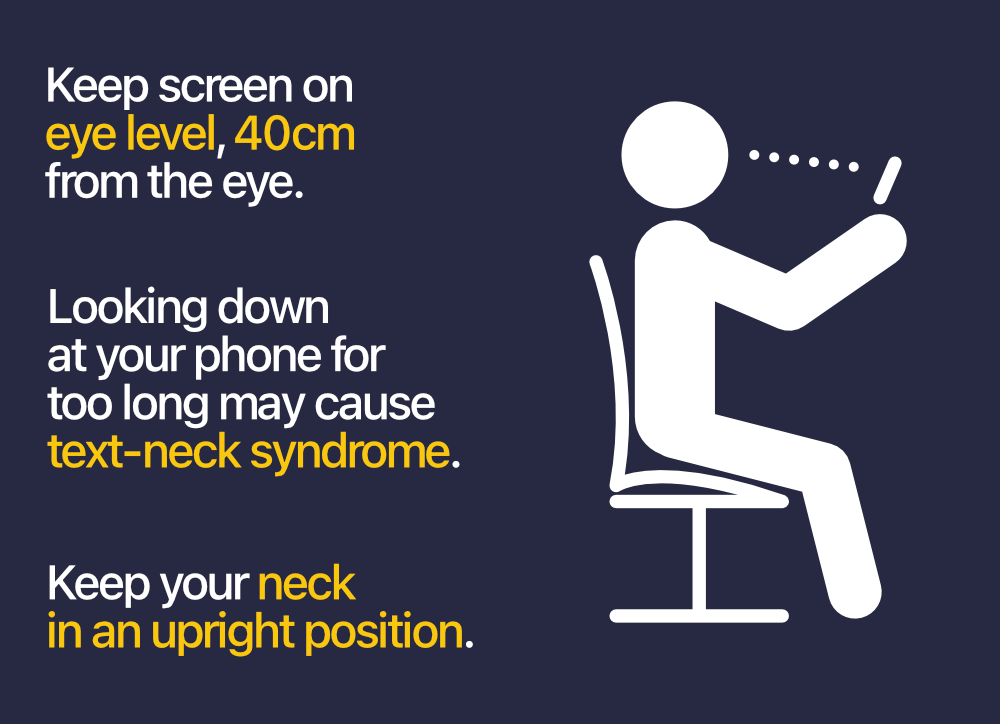 Keep screen on
eye level, 40cm
from the eye.
Looking down
at your phone for
too long may cause
text-neck syndrome.
Keep your neck
in an upright position.